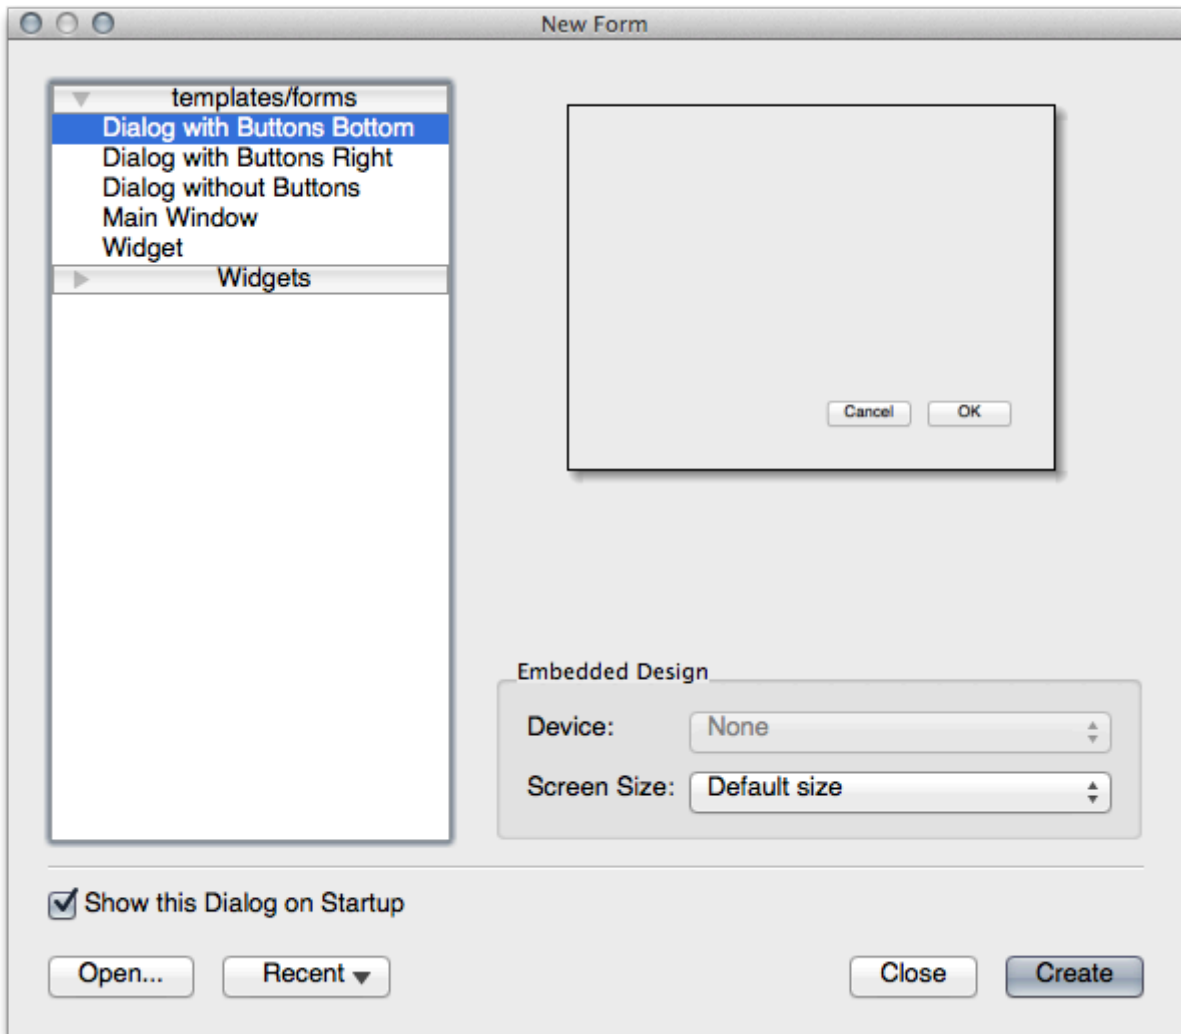 New Form
templates/forms
Dialog with Buttons Bottom
Dialog with Buttons Right
Dialog without Buttons
Main Window
Widget
Widgets
Cancel OK
Embedded Design
Device: None
Screen Size: Default size
Show this Dialog on Startup
Open... Recent Close Create